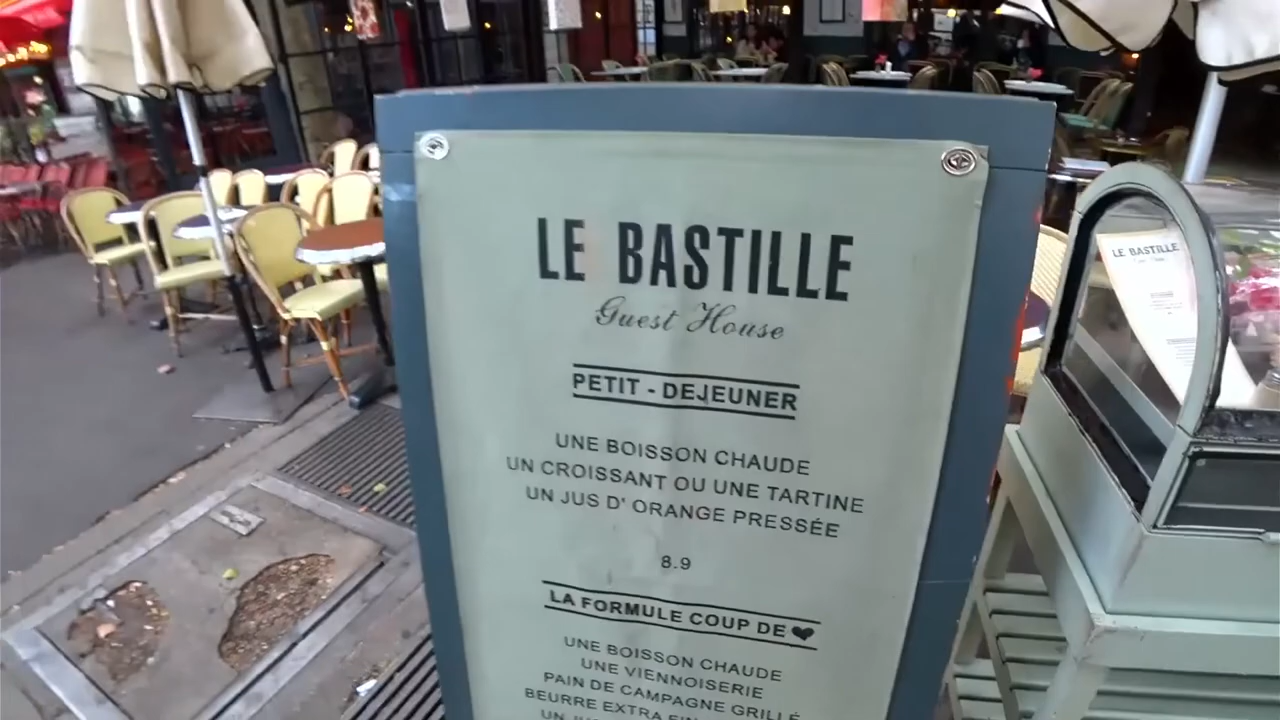 LE BASTILLE
Guest House
PETIT - DEJEUNER
UNE BOISSON CHAUDE
UN CROISSANT OU UNE TARTINE
UN JUS D' ORANGE PRESSÉE
8.9
LA FORMULE COUP DE ❤
UNE BOISSON CHAUDE
UNE VIENNOISERIE
PAIN DE CAMPAGNE GRILLÉ
BEURRE EXTRA FIN
UN JUS
LE BASTILLE